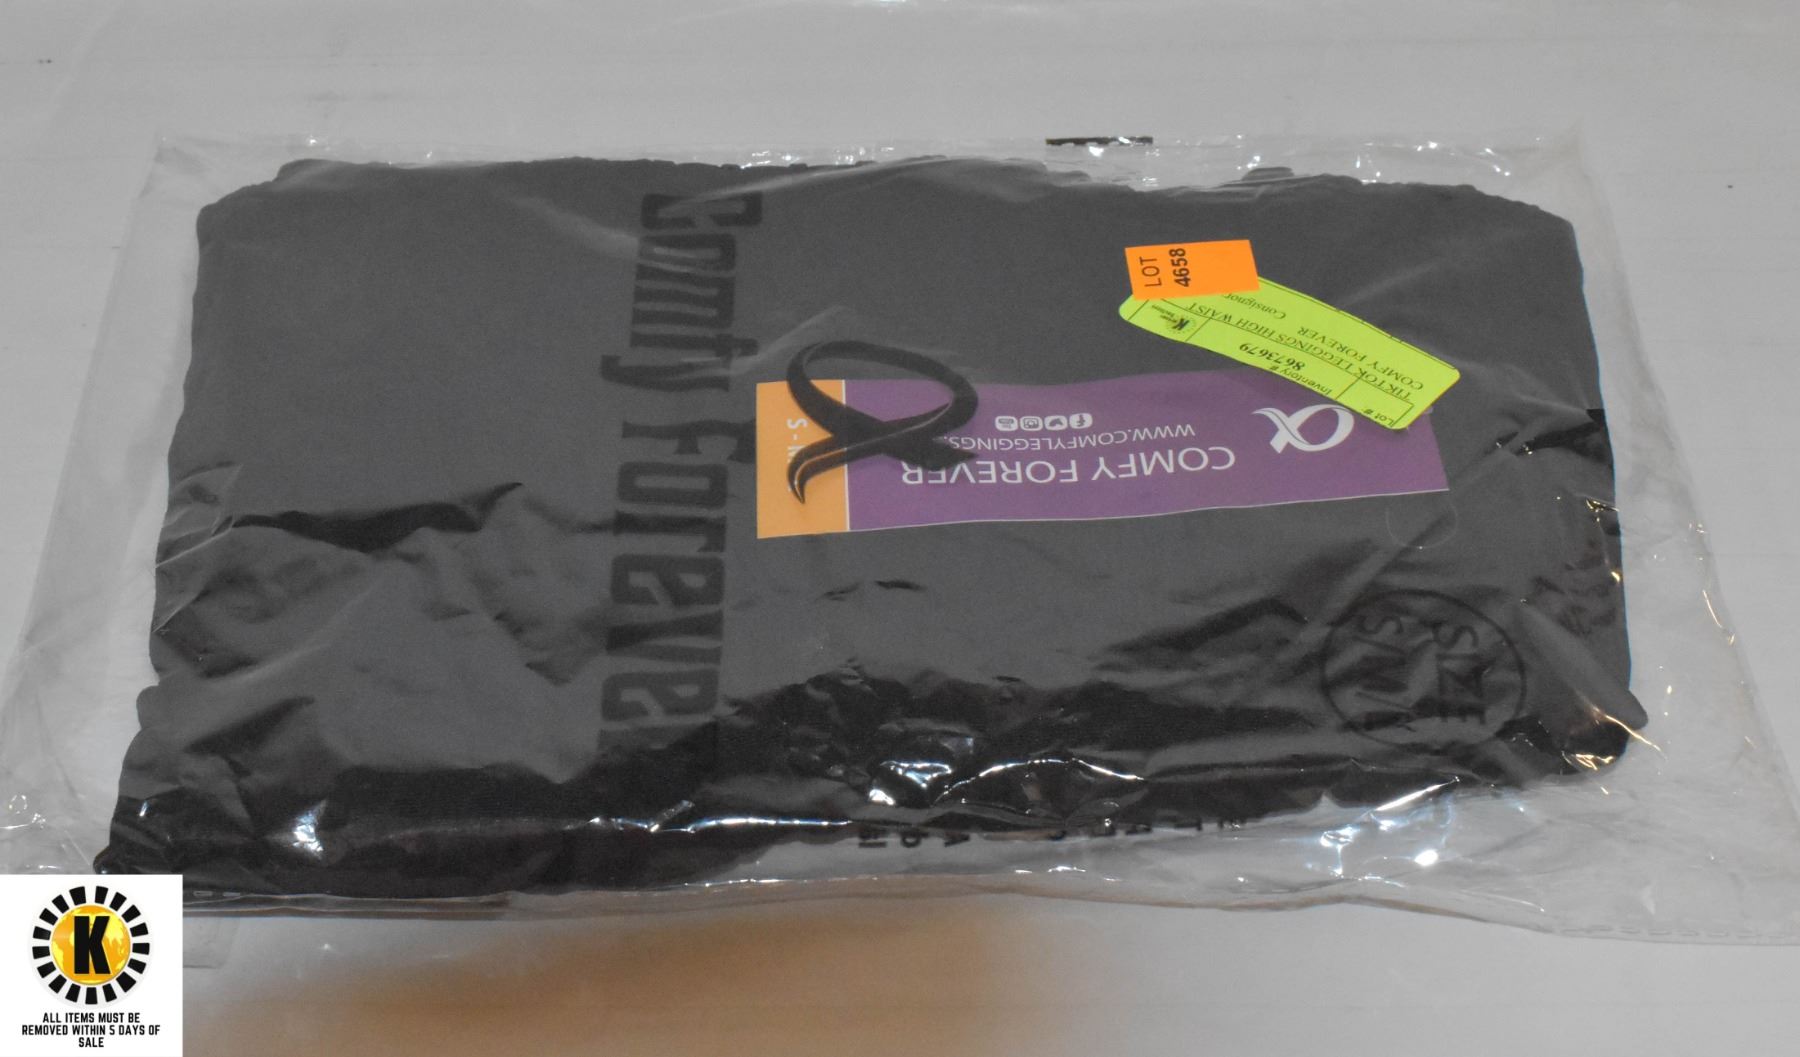 Comfy Forever
LOT
4658
Lot #
Inventory #
8673679
TIKTOK LEGGINGS HIGH WAIST
COMFY FOREVER
Consignor
COMFY FOREVER
WWW.COMFYLEGGINGS.
SIZE
S/M
K
ALL ITEMS MUST BE
REMOVED WITHIN 5 DAYS OF
SALE